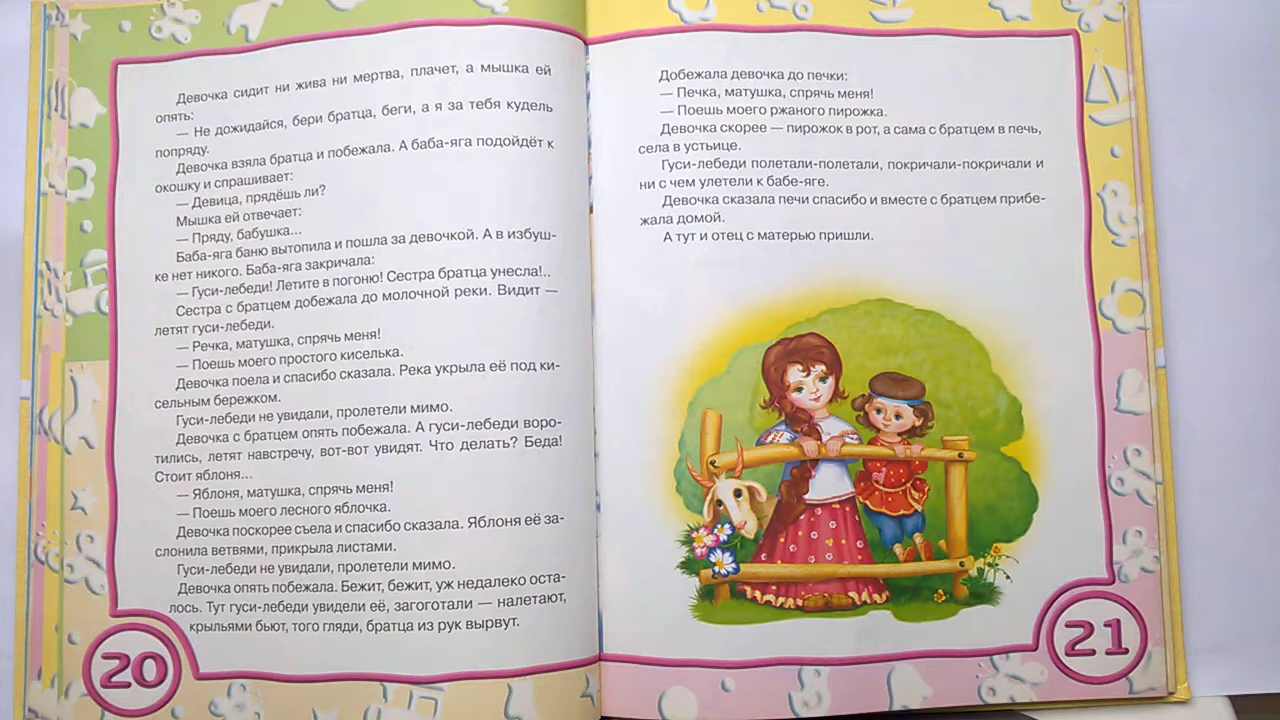 Девочка сидит ни жива ни мертва, плачет, а мышка ей
опять:
— Не дожидайся, бери братца, беги, а я за тебя кудель
попряду.
Девочка взяла братца и побежала. А баба-яга подойдёт к
окошку и спрашивает:
— Девица, прядёшь ли?
Мышка ей отвечает:
— Пряду, бабушка...
Баба-яга баню вытопила и пошла за девочкой. А в избуш-
ке нет никого. Баба-яга закричала:
— Гуси-лебеди! Летите в погоню! Сестра братца унесла!..
Сестра с братцем добежала до молочной реки. Видит —
летят гуси-лебеди.
— Речка, матушка, спрячь меня!
— Поешь моего простого киселька.
Девочка поела и спасибо сказала. Река укрыла её под ки-
сельным бережком.
Гуси-лебеди не увидали, пролетели мимо.
Девочка с братцем опять побежала. А гуси-лебеди воро-
тились, летят навстречу, вот-вот увидят. Что делать? Беда!
Стоит яблоня...
— Яблоня, матушка, спрячь меня!
— Поешь моего лесного яблочка.
Девочка поскорее съела и спасибо сказала. Яблоня её за-
слонила ветвями, прикрыла листами.
Гуси-лебеди не увидали, пролетели мимо.
Девочка опять побежала. Бежит, бежит, уж недалеко оста-
лось. Тут гуси-лебеди увидели её, загоготали — налетают,
крыльями бьют, того гляди, братца из рук вырвут.
20
Добежала девочка до печки:
— Печка, матушка, спрячь меня!
— Поешь моего ржаного пирожка.
Девочка скорее — пирожок в рот, а сама с братцем в печь,
села в устьице.
Гуси-лебеди полетали-полетали, покричали-покричали и
ни с чем улетели к бабе-яге.
Девочка сказала печи спасибо и вместе с братцем прибе-
жала домой.
А тут и отец с матерью пришли.
21